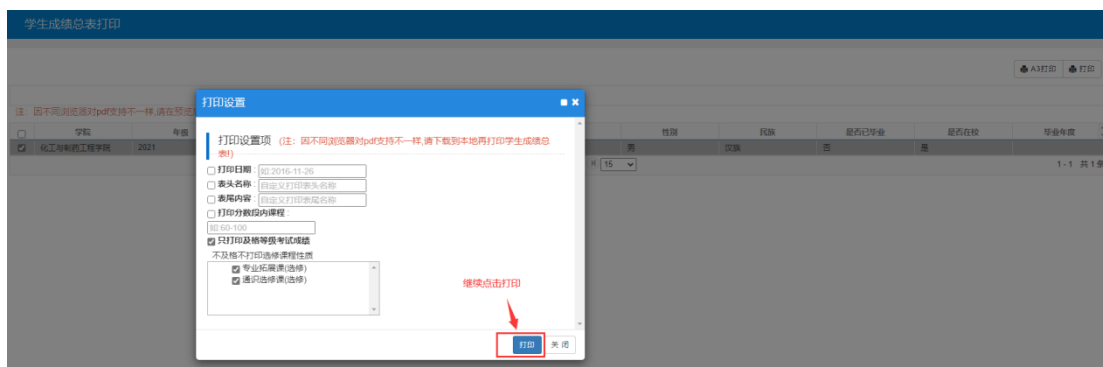 学生成绩总表打印
A3打印 打印
注: 因不同浏览器对pdf支持不一样,请在预览
打印设置
学院 年级 性别 民族 是否已毕业 是否在校 毕业年度
化工与制药工程学院 2021 男 汉族 否 是
15 1-1 共1条
打印设置项 (注: 因不同浏览器对pdf支持不一样,请下载到本地再打印学生成绩总
表!)
打印日期: 如:2016-11-26
表头名称: 自定义打印表头名称
表尾内容: 自定义打印表尾名称
打印分数段内课程:
如:60-100
只打印及格等级考试成绩
不及格不打印选修课程性质
专业拓展课(选修)
通识选修课(选修)
继续点击打印
打印 关闭